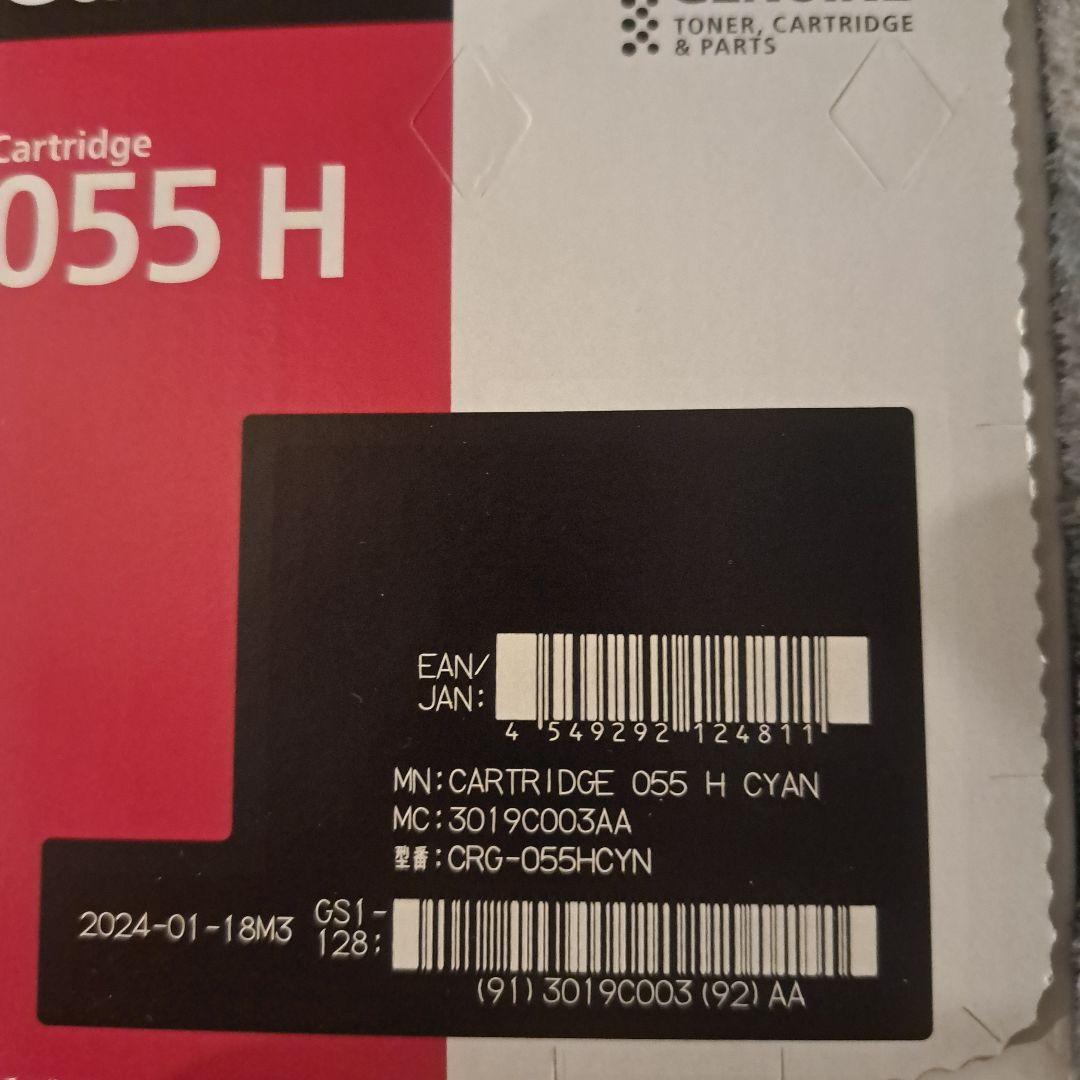 GENUINE
TONER, CARTRIDGE
& PARTS
Cartridge
055 H
EAN/
JAN:
4 549292 124811
MN:CARTRIDGE 055 H CYAN
MC:3019C003AA
型番:CRG-055HCYN
2024-01-18M3
GS1-
128:
(91)3019C003(92)AA